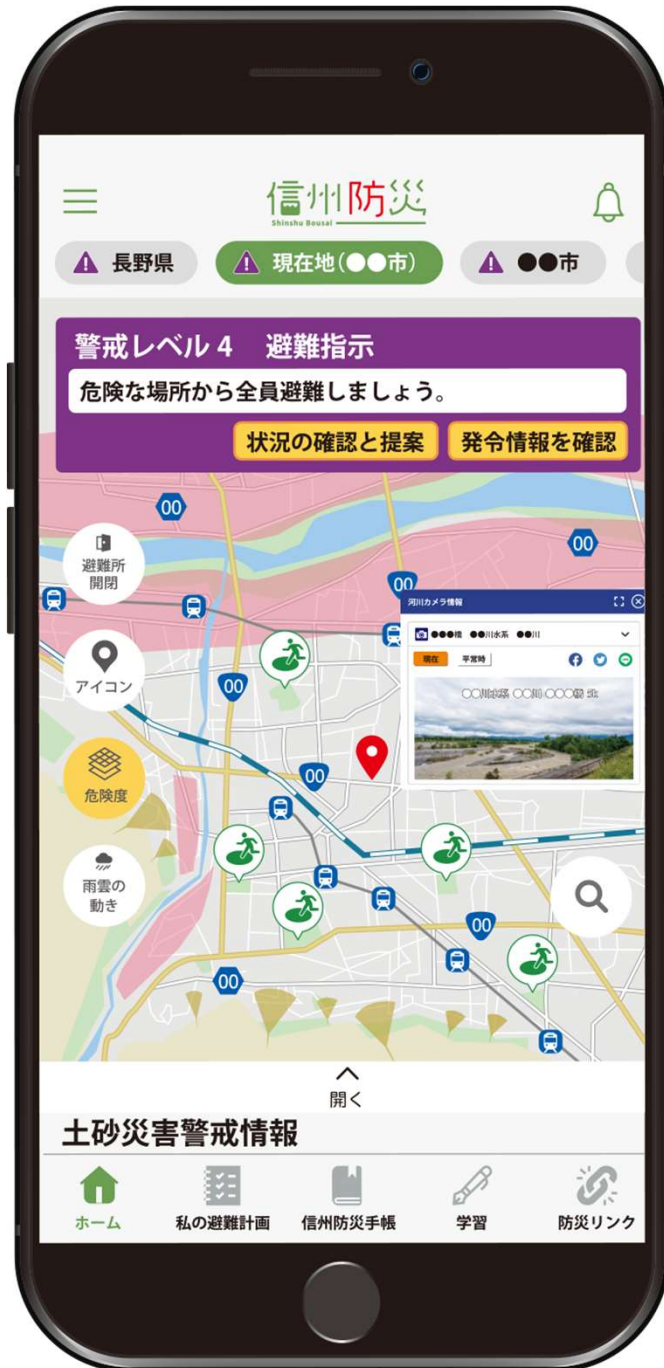 信州防災
Shinshu Bousai
長野県
現在地(●●市)
●●市
警戒レベル４　避難指示
危険な場所から全員避難しましょう。
状況の確認と提案
発令情報を確認
00
00
00
避難所
開閉
河川カメラ情報
●●●橋 ●●川水系 ●●川
現在
平常時
アイコン
00
00
危険度
雨雲の
動き
00
00
開く
土砂災害警戒情報
ホーム
私の避難計画
信州防災手帳
学習
防災リンク